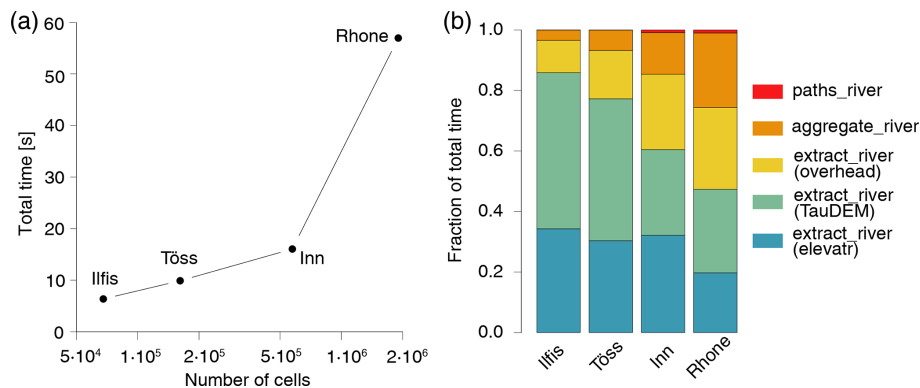 (a)
60
50
40
30
20
10
0
Total time [s]
Rhone
Töss
Ilfis
Inn
5·10⁴
1·10⁵
2·10⁵
5·10⁵
1·10⁶
2·10⁶
Number of cells
(b)
1.0
0.8
0.6
0.4
0.2
0.0
Fraction of total time
Ilfis
Töss
Inn
Rhone
paths_river
aggregate_river
extract_river
(overhead)
extract_river
(TauDEM)
extract_river
(elevatr)